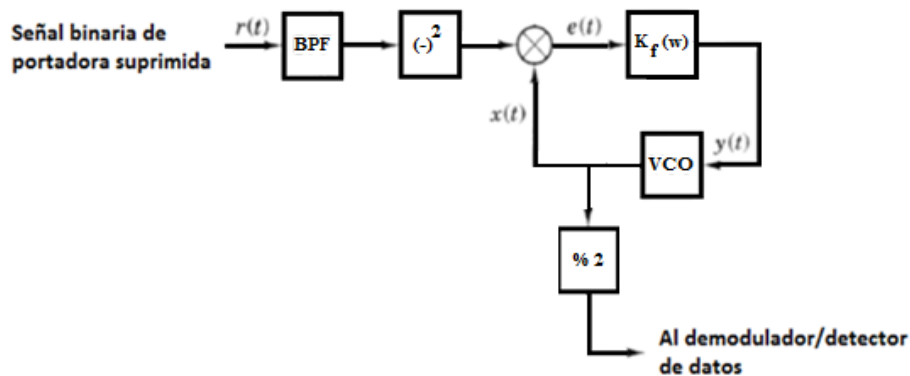 Señal binaria de
portadora suprimida
r(t)
BPF
(-)²
e(t)
K_f(w)
x(t)
y(t)
VCO
% 2
Al demodulador/detector
de datos